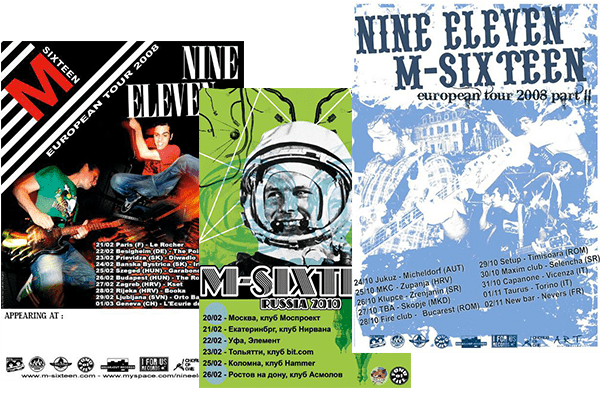 M
SIXTEEN
EUROPEAN TOUR 2008
NINE
ELEVEN
21/02 Paris (F) - Le Rocher
22/02 Besigheim (DE) - The
23/02 Prievidza (SK) - Diwadlo
24/02 Banska Bystrica (SK) -
25/02 Szeged (HUN) -
26/02 Budapest (HUN) -
27/02 Zagreb (HRV) - Kset
28/02 Rijeka (HRV) - Booka
29/02 Ljubljana (SVN) - Orto
01/03 Geneva (CH) - L'Ecurie
APPEARING AT :
I FOR US
RECORDS
www.m-sixteen.com - www.myspace.com/
M-SIXT
RUSSIA 2010
20/02 - Москва, клуб Моспроект
21/02 - Екатеринбрг, клуб Нирвана
22/02 - Уфа, Элемент
23/02 - Тольятти, клуб bit.com
25/02 - Коломна, клуб Hammer
26/02 - Ростов на дону, клуб Асмолов
NINE ELEVEN
M-SIXTEEN
european tour 2008 part II
24/10 Jukuz - Micheldorf (AUT)
25/10 MKC - Zupanja (HRV)
26/10 Klupce - Zrenjanin (SR)
27/10 TBA - Skopje (MKD)
28/10 Fire club - Bucarest (ROM)
29/10 Setup - Timisoara (ROM)
30/10 Maxim club - Selencha (SR)
31/10 Capanone - Vicenza (IT)
01/11 Taurus - Torino (IT)
02/11 New bar - Nevers (FR)
ART